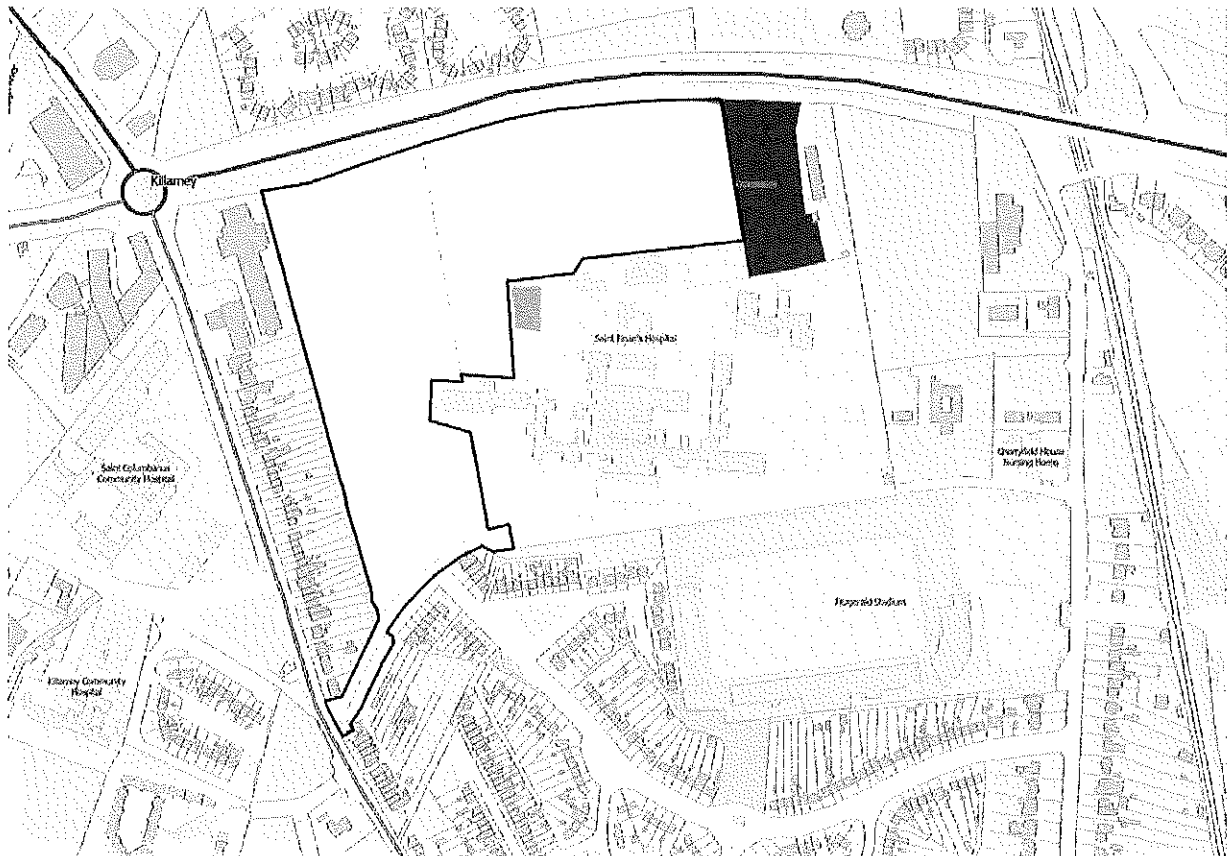 Killarney
Saint Finan's Hospital
Saint Columbanus
Community Hospital
Cherryfield House
Nursing Home
Fitzgerald Stadium
Killarney Community
Hospital